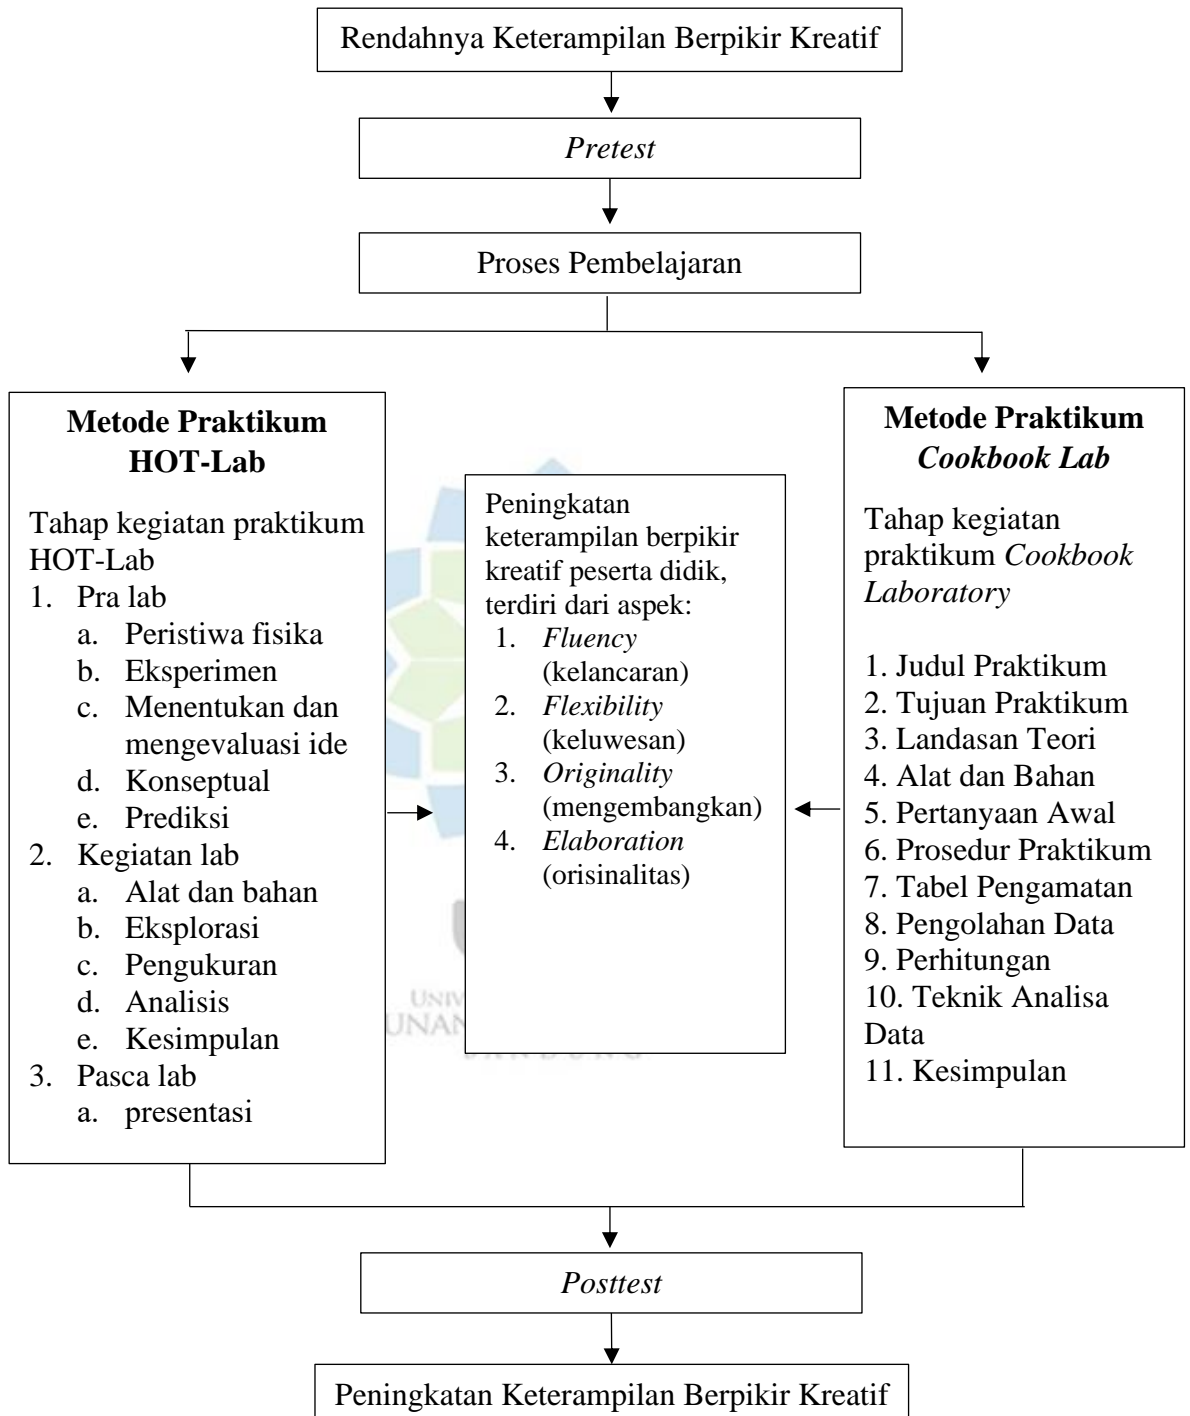 Rendahnya Keterampilan Berpikir Kreatif
Pretest
Proses Pembelajaran
Metode Praktikum
HOT-Lab
Tahap kegiatan praktikum
HOT-Lab
1. Pra lab
a. Peristiwa fisika
b. Eksperimen
c. Menentukan dan
mengevaluasi ide
d. Konseptual
e. Prediksi
2. Kegiatan lab
a. Alat dan bahan
b. Eksplorasi
c. Pengukuran
d. Analisis
e. Kesimpulan
3. Pasca lab
a. presentasi
Peningkatan
keterampilan berpikir
kreatif peserta didik,
terdiri dari aspek:
1. Fluency
(kelancaran)
2. Flexibility
(keluwesan)
3. Originality
(mengembangkan)
4. Elaboration
(orisinalitas)
Metode Praktikum
Cookbook Lab
Tahap kegiatan
praktikum Cookbook
Laboratory
1. Judul Praktikum
2. Tujuan Praktikum
3. Landasan Teori
4. Alat dan Bahan
5. Pertanyaan Awal
6. Prosedur Praktikum
7. Tabel Pengamatan
8. Pengolahan Data
9. Perhitungan
10. Teknik Analisa
Data
11. Kesimpulan
Posttest
Peningkatan Keterampilan Berpikir Kreatif